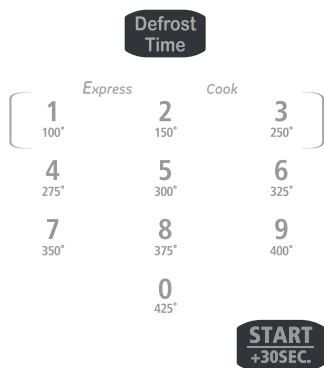 Defrost
Time
Express Cook
1 2 3
100° 150° 250°
4 5 6
275° 300° 325°
7 8 9
350° 375° 400°
0
425°
START
+30SEC.